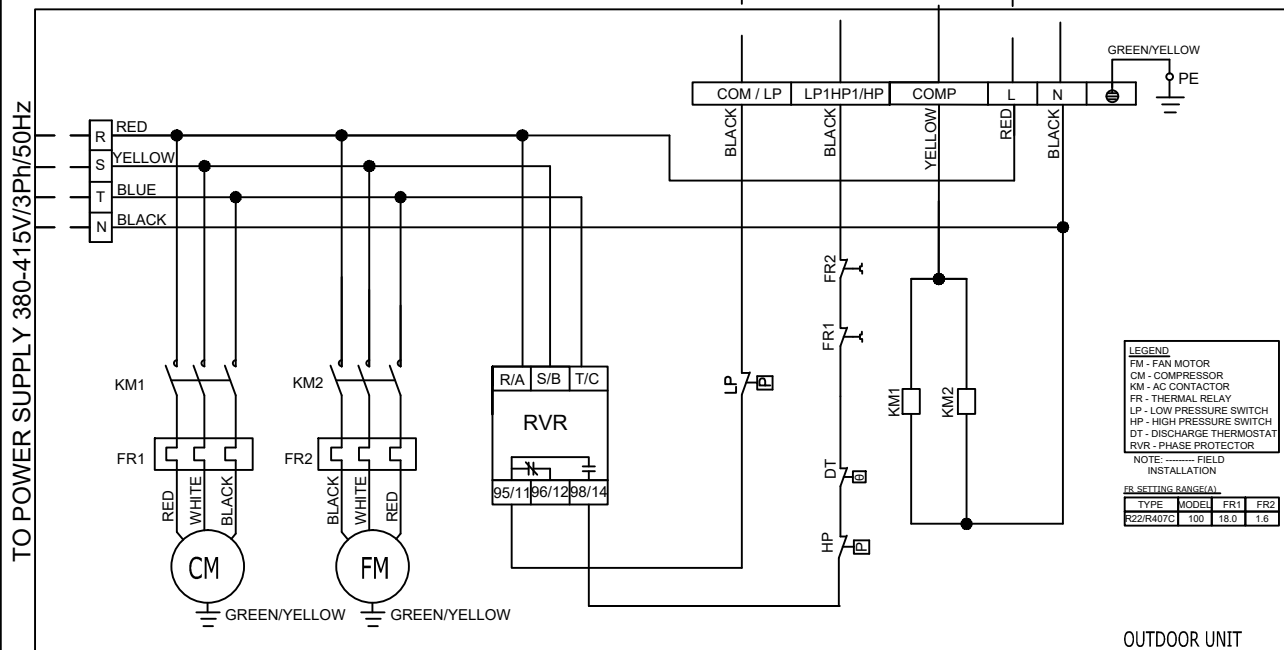 GREEN/YELLOW
PE
COM / LP LP1HP1/HP COMP L N
BLACK BLACK YELLOW RED BLACK
TO POWER SUPPLY 380-415V/3Ph/50Hz
R RED
S YELLOW
T BLUE
N BLACK
FR2
FR1
KM1 KM2
R/A S/B T/C
RVR
95/11 96/12 98/14
LP P
KM1 KM2
FR1 FR2
DT θ
HP P
RED WHITE BLACK
BLACK WHITE RED
CM FM
GREEN/YELLOW GREEN/YELLOW
LEGEND
FM - FAN MOTOR
CM - COMPRESSOR
KM - AC CONTACTOR
FR - THERMAL RELAY
LP - LOW PRESSURE SWITCH
HP - HIGH PRESSURE SWITCH
DT - DISCHARGE THERMOSTAT
RVR - PHASE PROTECTOR
NOTE: --------- FIELD
INSTALLATION
FR SETTING RANGE(A)
TYPE MODEL FR1 FR2
R22/R407C 100 18.0 1.6
OUTDOOR UNIT